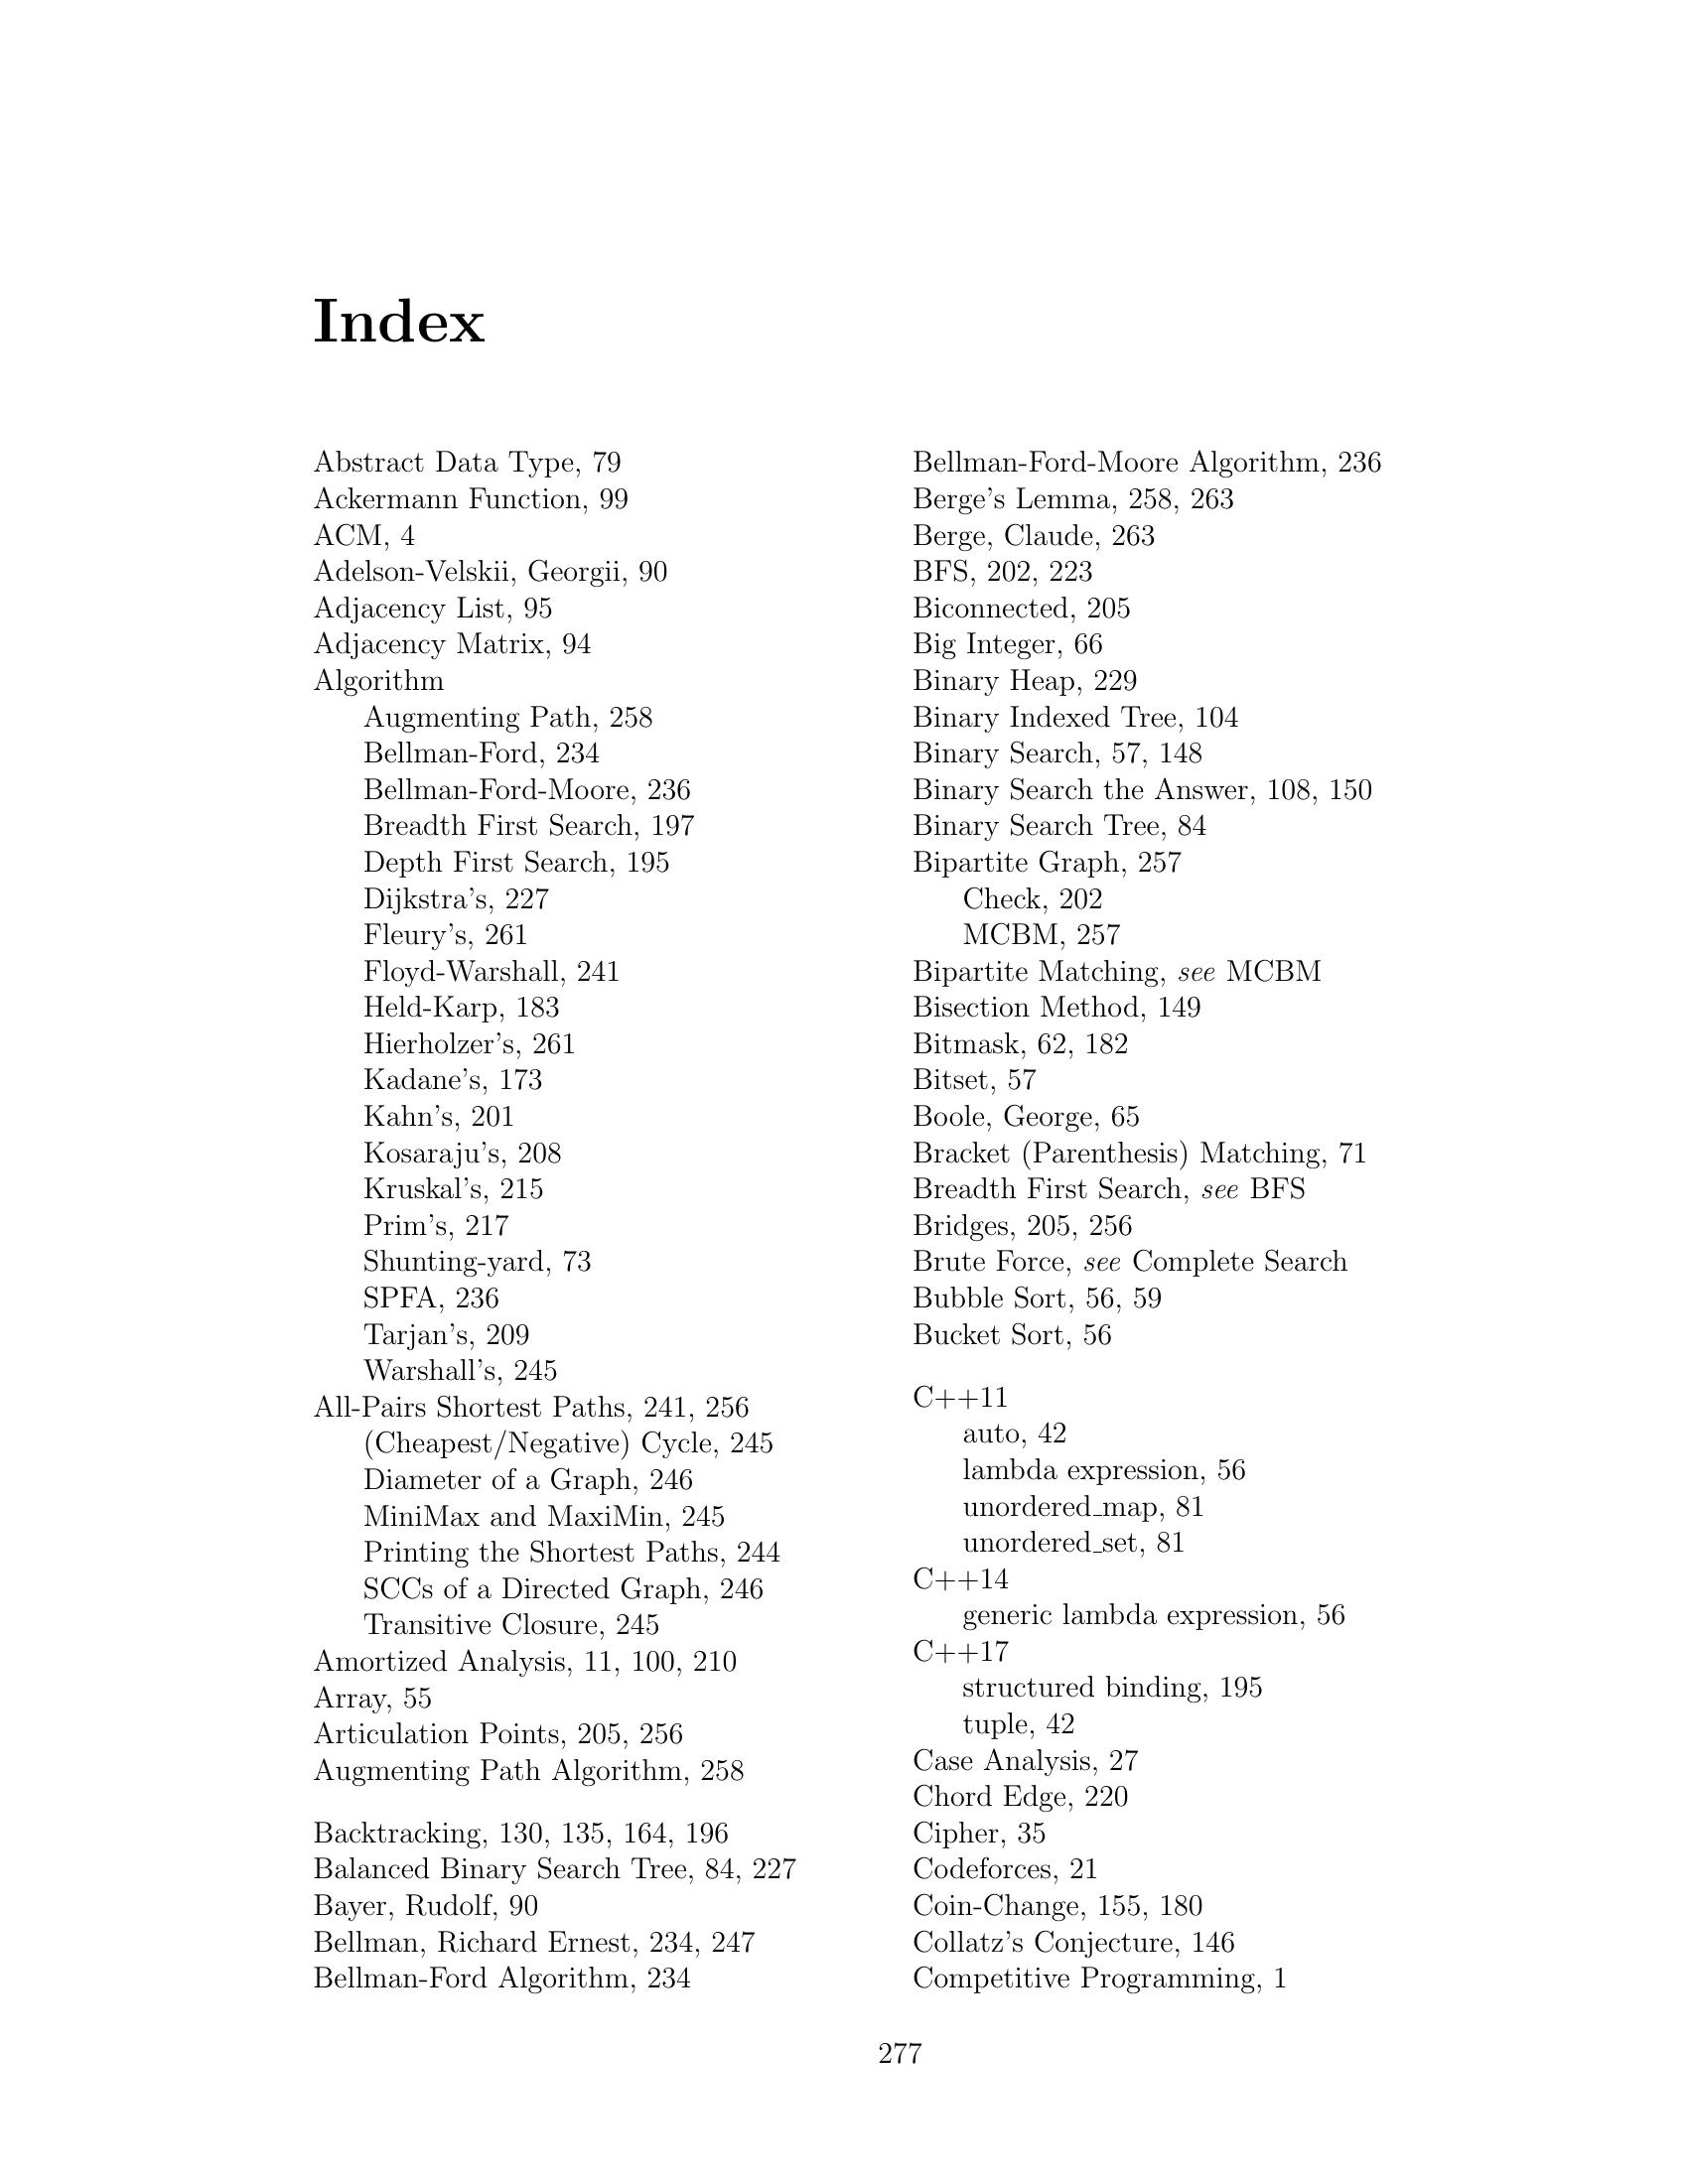 Index
Abstract Data Type, 79
Ackermann Function, 99
ACM, 4
Adelson-Velskii, Georgii, 90
Adjacency List, 95
Adjacency Matrix, 94
Algorithm
Augmenting Path, 258
Bellman-Ford, 234
Bellman-Ford-Moore, 236
Breadth First Search, 197
Depth First Search, 195
Dijkstra's, 227
Fleury's, 261
Floyd-Warshall, 241
Held-Karp, 183
Hierholzer's, 261
Kadane's, 173
Kahn's, 201
Kosaraju's, 208
Kruskal's, 215
Prim's, 217
Shunting-yard, 73
SPFA, 236
Tarjan's, 209
Warshall's, 245
All-Pairs Shortest Paths, 241, 256
(Cheapest/Negative) Cycle, 245
Diameter of a Graph, 246
MiniMax and MaxiMin, 245
Printing the Shortest Paths, 244
SCCs of a Directed Graph, 246
Transitive Closure, 245
Amortized Analysis, 11, 100, 210
Array, 55
Articulation Points, 205, 256
Augmenting Path Algorithm, 258
Backtracking, 130, 135, 164, 196
Balanced Binary Search Tree, 84, 227
Bayer, Rudolf, 90
Bellman, Richard Ernest, 234, 247
Bellman-Ford Algorithm, 234
Bellman-Ford-Moore Algorithm, 236
Berge's Lemma, 258, 263
Berge, Claude, 263
BFS, 202, 223
Biconnected, 205
Big Integer, 66
Binary Heap, 229
Binary Indexed Tree, 104
Binary Search, 57, 148
Binary Search the Answer, 108, 150
Binary Search Tree, 84
Bipartite Graph, 257
Check, 202
MCBM, 257
Bipartite Matching, see MCBM
Bisection Method, 149
Bitmask, 62, 182
Bitset, 57
Boole, George, 65
Bracket (Parenthesis) Matching, 71
Breadth First Search, see BFS
Bridges, 205, 256
Brute Force, see Complete Search
Bubble Sort, 56, 59
Bucket Sort, 56
C++11
auto, 42
lambda expression, 56
unordered_map, 81
unordered_set, 81
C++14
generic lambda expression, 56
C++17
structured binding, 195
tuple, 42
Case Analysis, 27
Chord Edge, 220
Cipher, 35
Codeforces, 21
Coin-Change, 155, 180
Collatz's Conjecture, 146
Competitive Programming, 1
277